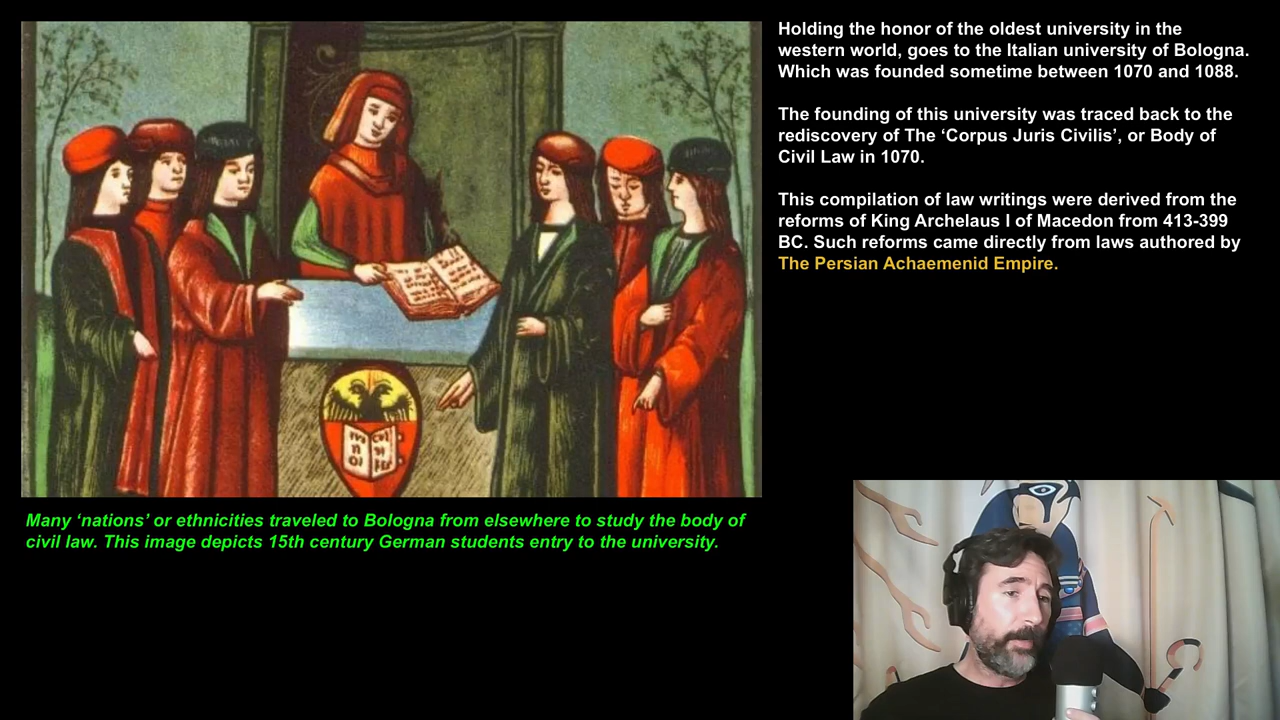 Holding the honor of the oldest university in the
western world, goes to the Italian university of Bologna.
Which was founded sometime between 1070 and 1088.
The founding of this university was traced back to the
rediscovery of The ‘Corpus Juris Civilis’, or Body of
Civil Law in 1070.
This compilation of law writings were derived from the
reforms of King Archelaus I of Macedon from 413-399
BC. Such reforms came directly from laws authored by
The Persian Achaemenid Empire.
Many ‘nations’ or ethnicities traveled to Bologna from elsewhere to study the body of
civil law. This image depicts 15th century German students entry to the university.